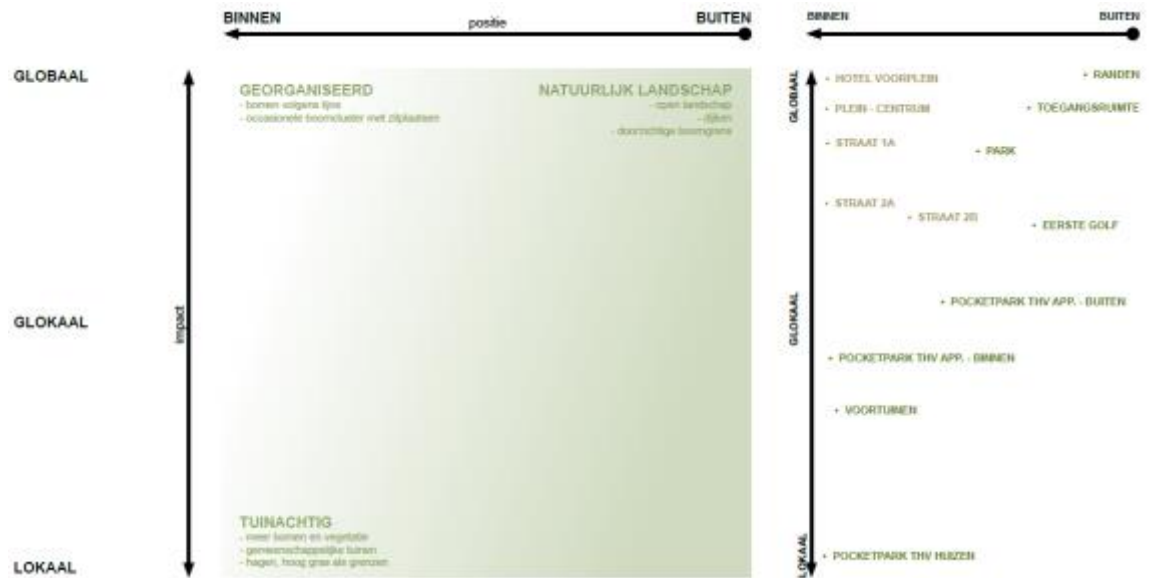 BINNEN
positie
BUITEN
GLOBAAL
GLOKAAL
LOKAAL
impact
GEORGANISEERD
- bomen volgens lijns
- occasionele boomcluster met zitplaatsen
NATUURLIJK LANDSCHAP
- open landschap
- dijken
- doorzichtige boomgrens
TUINACHTIG
- meer bomen en vegetatie
- gemeenschappelijke tuinen
- hagen, hoog gras als grenzen
BINNEN
BUITEN
GLOBAAL
GLOKAAL
LOKAAL
• HOTEL VOORPLEIN
• RANDEN
• PLEIN - CENTRUM
• TOEGANGSRUIMTE
• STRAAT 1A
• PARK
• STRAAT 2A
• STRAAT 2B
• EERSTE GOLF
• POCKETPARK THV APP. - BUITEN
• POCKETPARK THV APP. - BINNEN
• VOORTUINEN
• POCKETPARK THV HUIZEN